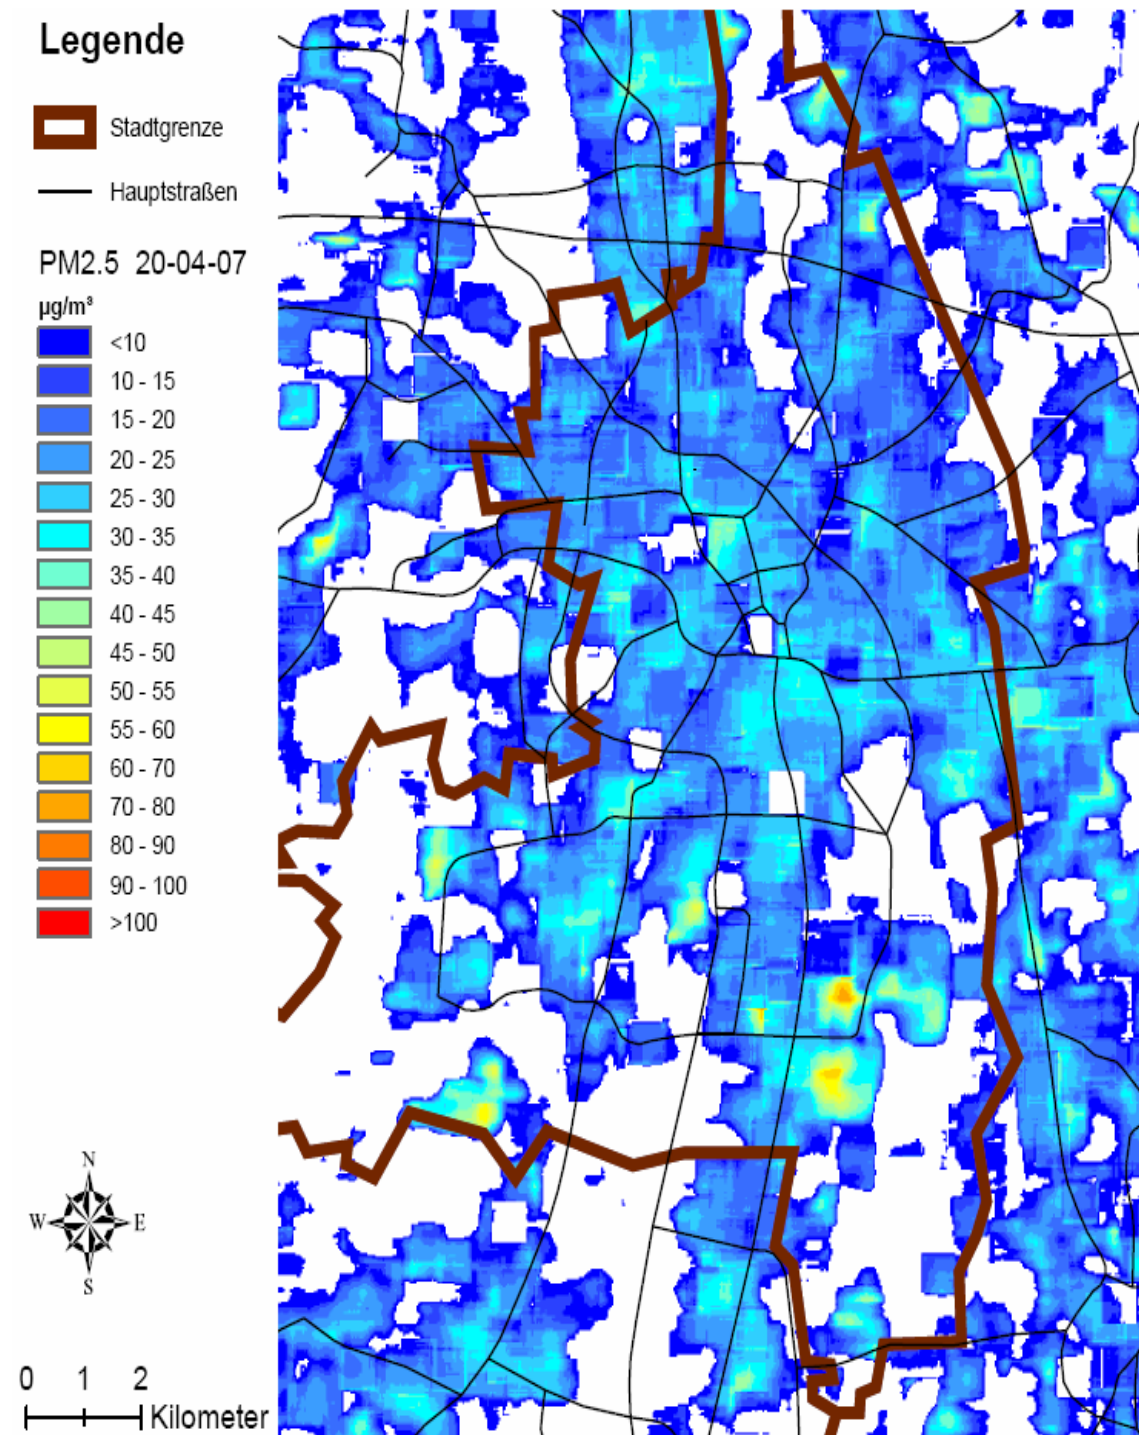 Legende
Stadtgrenze
Hauptstraßen
PM2.5 20-04-07
µg/m³
<10
10 - 15
15 - 20
20 - 25
25 - 30
30 - 35
35 - 40
40 - 45
45 - 50
50 - 55
55 - 60
60 - 70
70 - 80
80 - 90
90 - 100
>100
N
W E
S
0 1 2
Kilometer